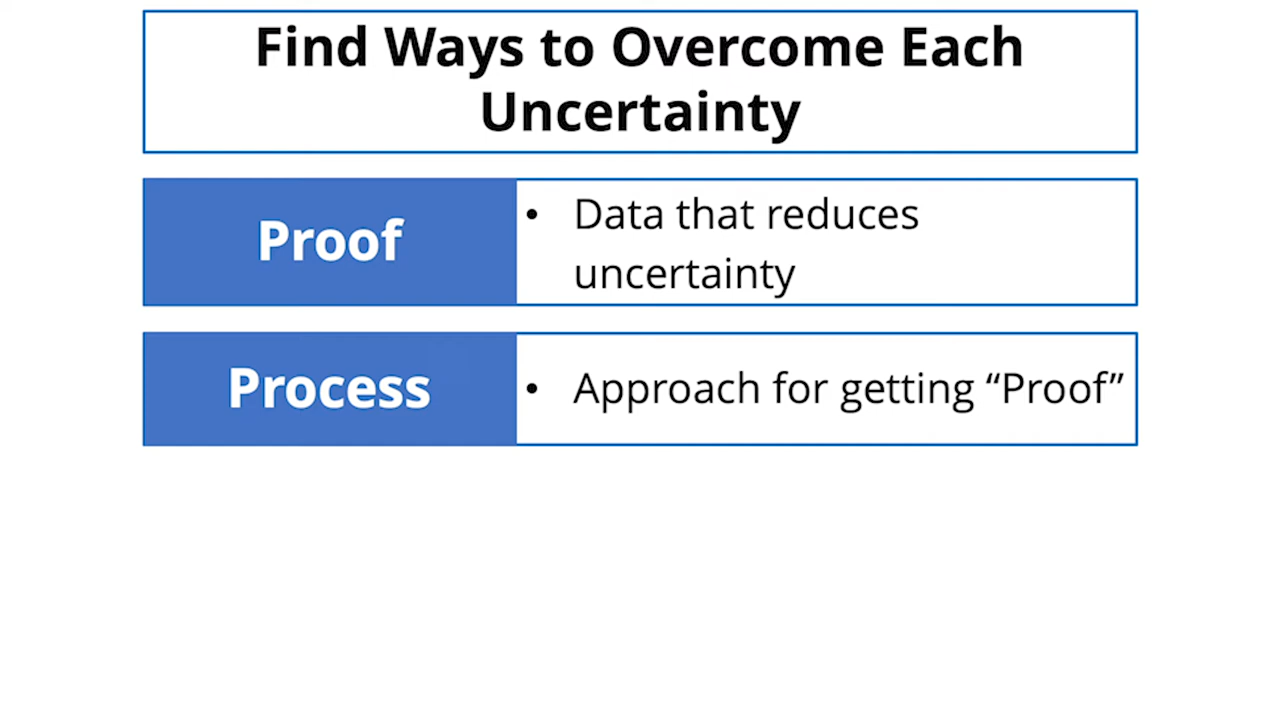 Find Ways to Overcome Each
Uncertainty
Proof
• Data that reduces
uncertainty
Process
• Approach for getting “Proof”